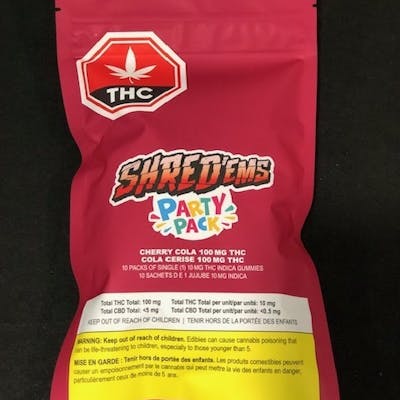 THC
SHRED'EMS
PARTY
PACK
CHERRY COLA 100 MG THC
COLA CERISE 100 MG THC
10 PACKS OF SINGLE (1) 10 MG THC INDICA GUMMIES
10 SACHETS D E 1 JUJUBE 10 MG INDICA
Total THC Total: 100 mg Total THC Total per unit/par unité: 10 mg
Total CBD Total: <5 mg Total CBD Total per unit/par unité: <0.5 mg
KEEP OUT OF REACH OF CHILDREN | TENIR HORS DE LA PORTÉE DES ENFANTS
WARNING: Keep out of reach of children. Edibles can cause cannabis poisoning that
can be life-threatening to children, especially to those younger than 5.
MISE EN GARDE : Tenir hors de portée des enfants. Les produits comestibles peuvent
causer un empoisonnement par le cannabis qui peut mettre la vie des enfants en danger,
particulièrement ceux de moins de 5 ans.